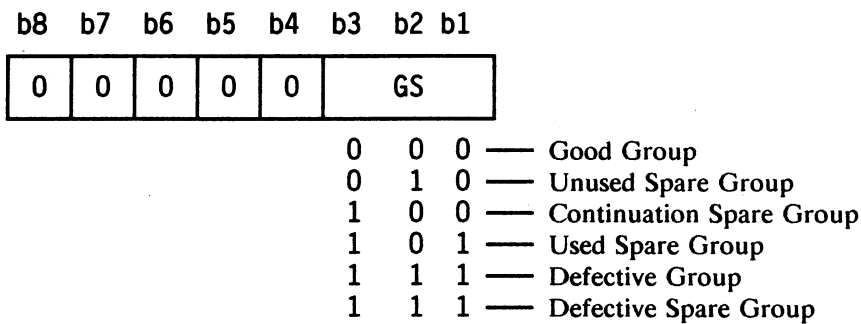 b8 b7 b6 b5 b4 b3 b2 b1
0 0 0 0 0 GS
0 0 0 — Good Group
0 1 0 — Unused Spare Group
1 0 0 — Continuation Spare Group
1 0 1 — Used Spare Group
1 1 1 — Defective Group
1 1 1 — Defective Spare Group